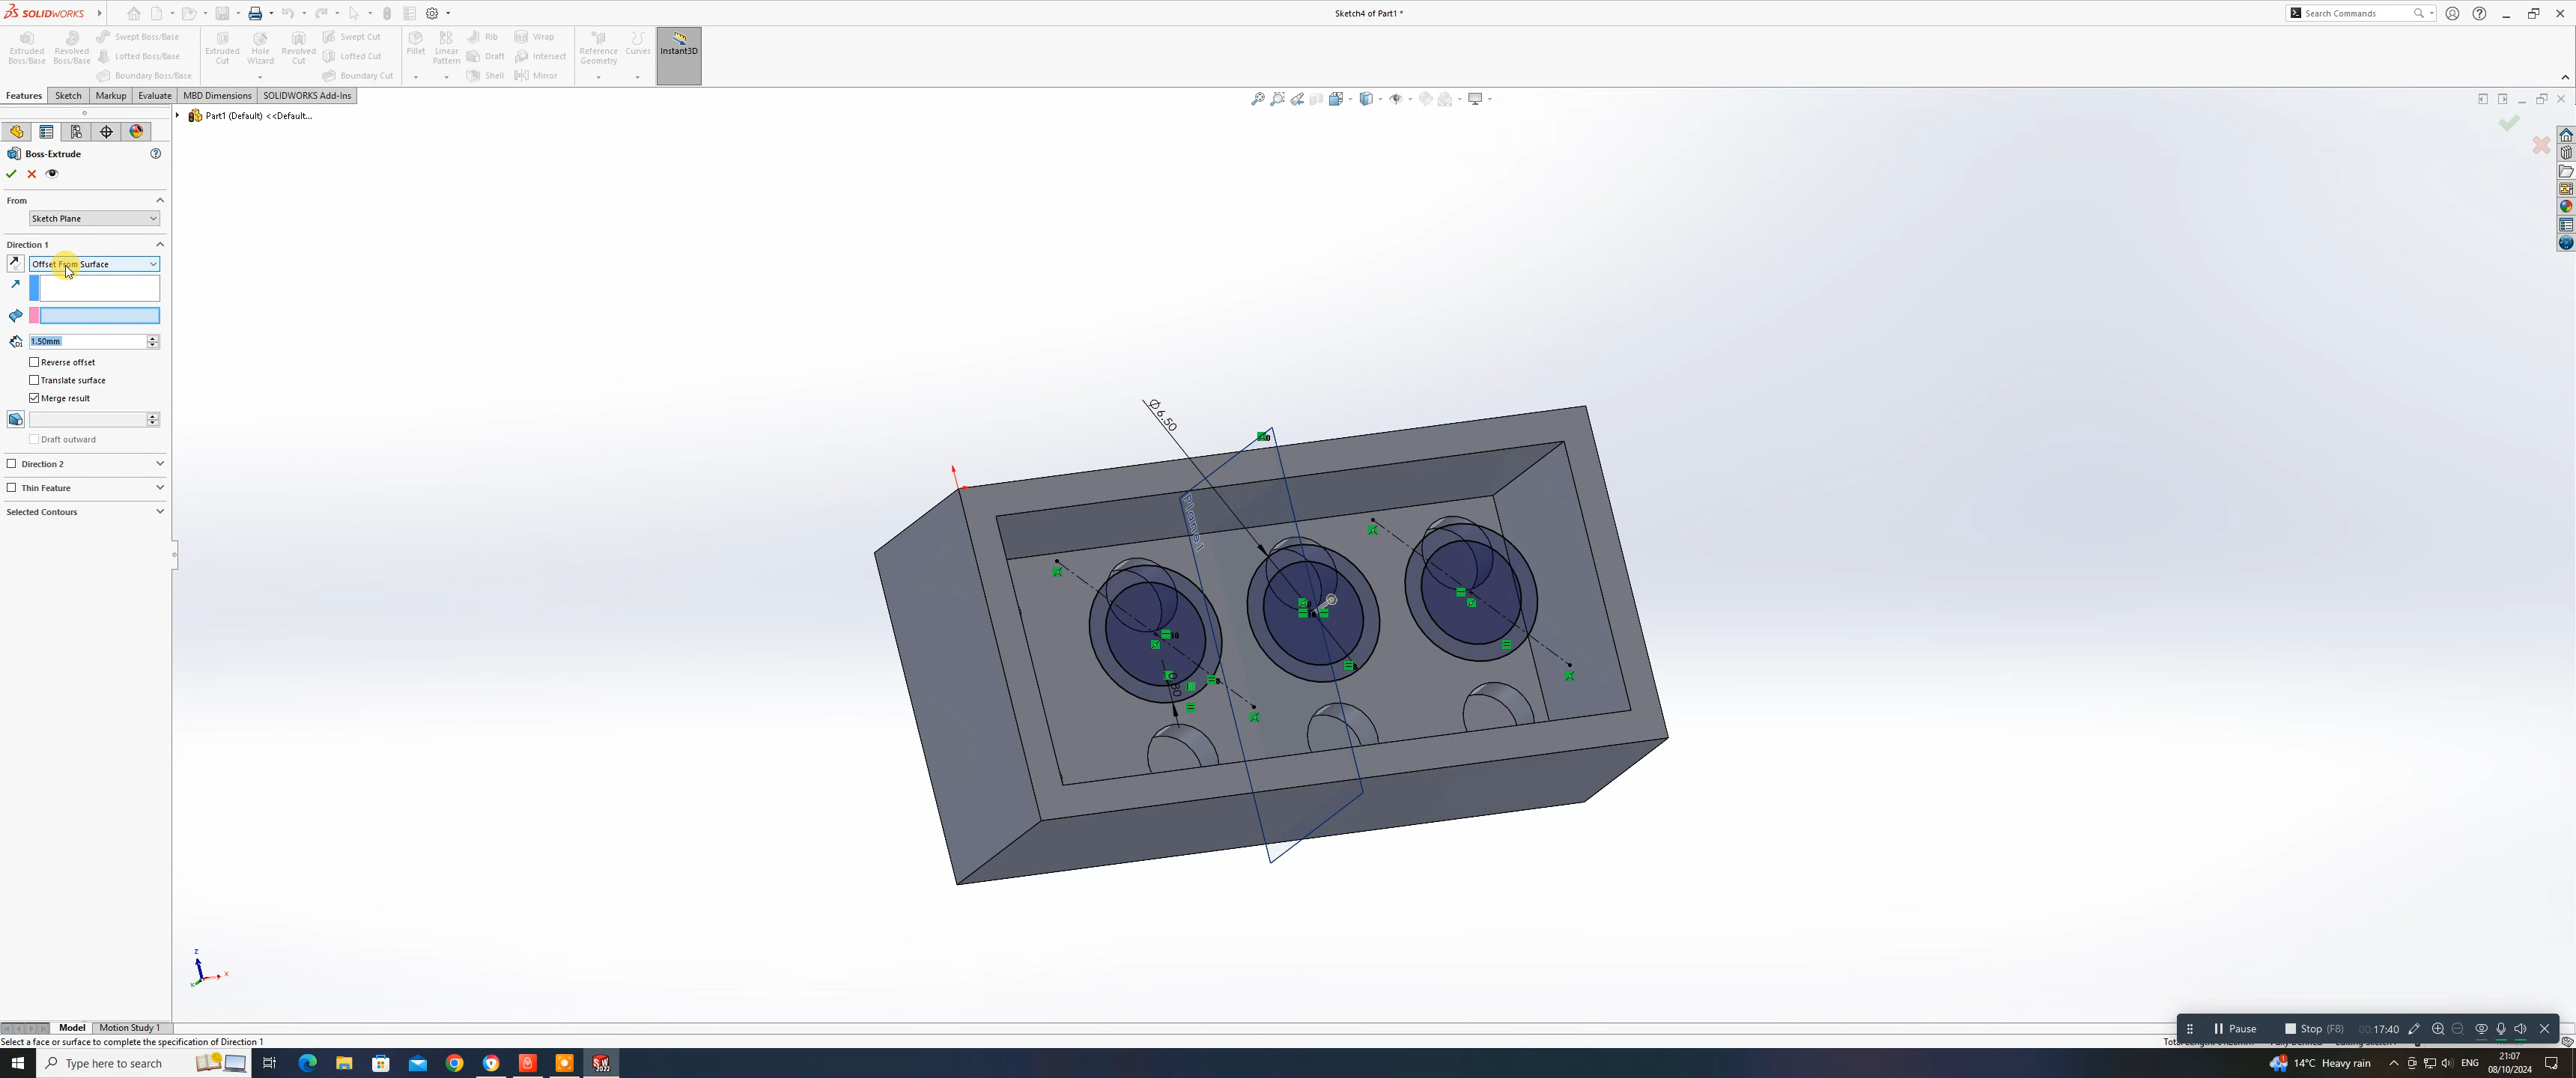 SOLIDWORKS
Sketch4 of Part1 *
Search Commands
Extruded Boss/Base
Revolved Boss/Base
Swept Boss/Base
Lofted Boss/Base
Boundary Boss/Base
Extruded Cut
Hole Wizard
Revolved Cut
Swept Cut
Lofted Cut
Boundary Cut
Fillet
Linear Pattern
Rib
Draft
Shell
Wrap
Intersect
Mirror
Reference Geometry
Curves
Instant3D
Features Sketch Markup Evaluate MBD Dimensions SOLIDWORKS Add-Ins
Part1 (Default) <<Default...
Boss-Extrude
From
Sketch Plane
Direction 1
Offset From Surface
1.50mm
Reverse offset
Translate surface
Merge result
Draft outward
Direction 2
Thin Feature
Selected Contours
Ø6.50
Plane1
Z
X
Model Motion Study 1
Select a face or surface to complete the specification of Direction 1
Pause Stop (F8) 00:17:40
Type here to search
14°C Heavy rain
ENG
21:07
08/10/2024